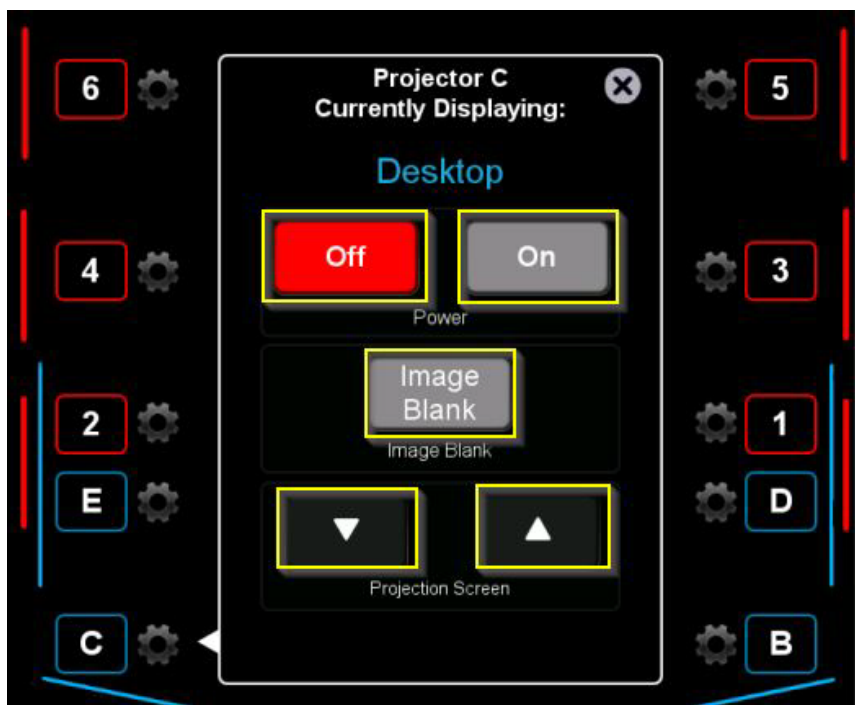 6
Projector C
5
Currently Displaying:
Desktop
4
Off
On
3
Power
Image
Blank
2
1
Image Blank
E
D
Projection Screen
C
B